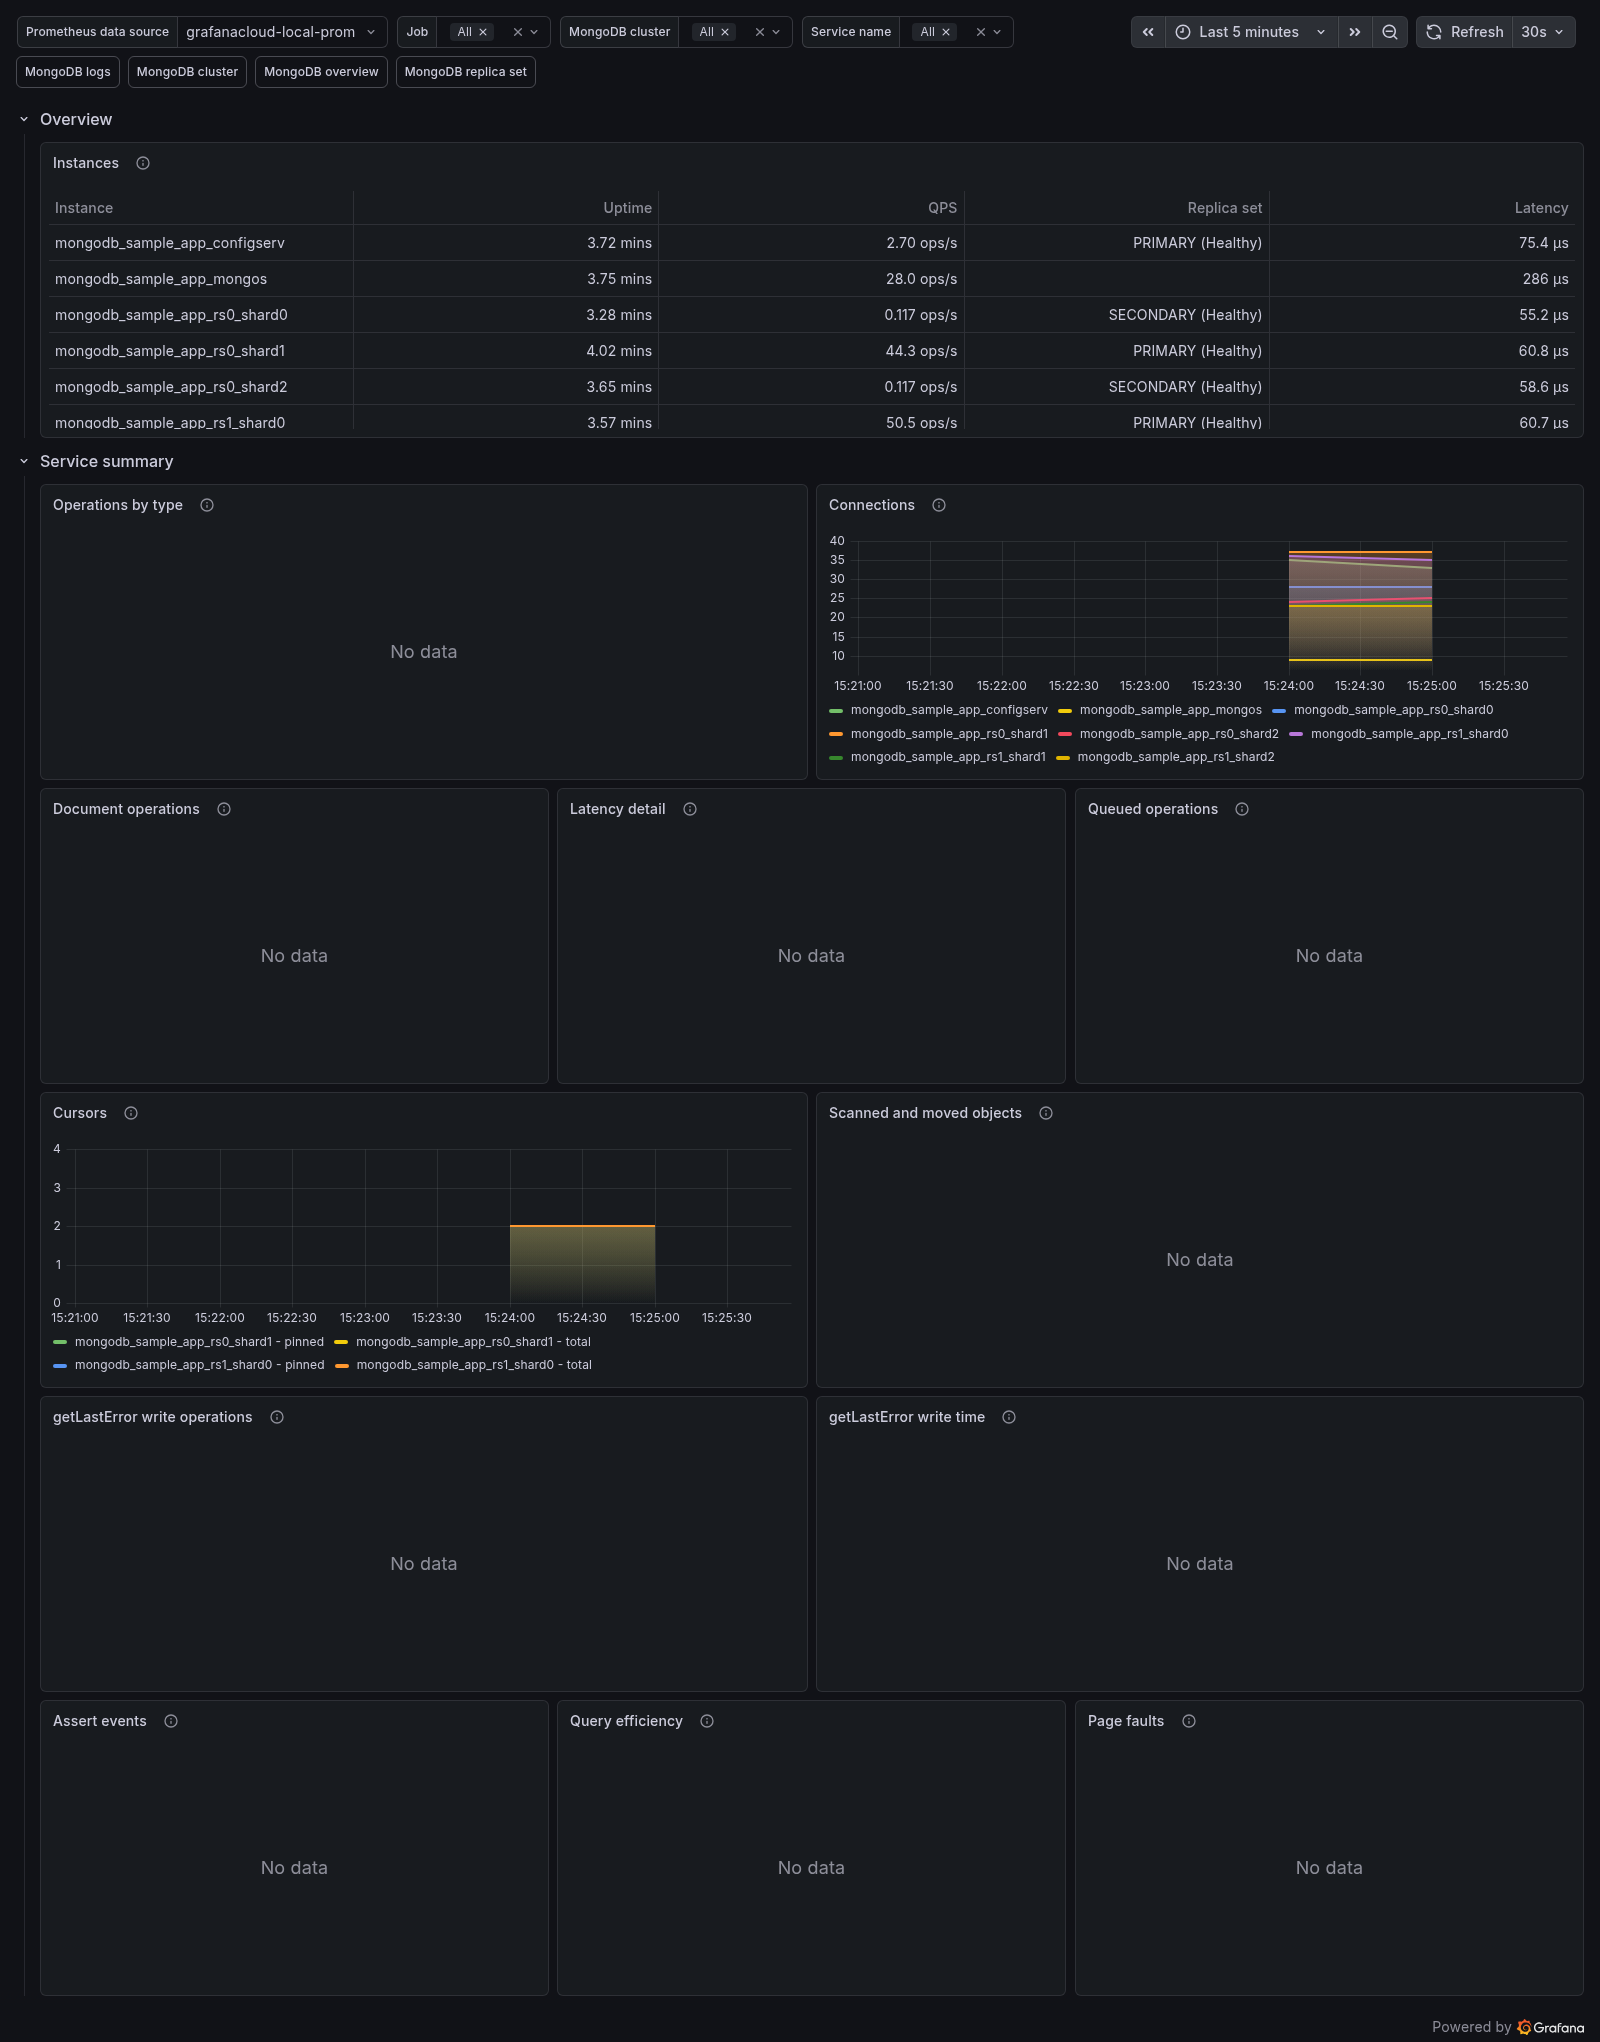 Prometheus data source grafanacloud-local-prom Job All MongoDB cluster All Service name All Last 5 minutes Refresh 30s
MongoDB logs MongoDB cluster MongoDB overview MongoDB replica set
Overview
Instances
Instance Uptime QPS Replica set Latency
mongodb_sample_app_configserv 3.72 mins 2.70 ops/s PRIMARY (Healthy) 75.4 µs
mongodb_sample_app_mongos 3.75 mins 28.0 ops/s 286 µs
mongodb_sample_app_rs0_shard0 3.28 mins 0.117 ops/s SECONDARY (Healthy) 55.2 µs
mongodb_sample_app_rs0_shard1 4.02 mins 44.3 ops/s PRIMARY (Healthy) 60.8 µs
mongodb_sample_app_rs0_shard2 3.65 mins 0.117 ops/s SECONDARY (Healthy) 58.6 µs
mongodb_sample_app_rs1_shard0 3.57 mins 50.5 ops/s PRIMARY (Healthy) 60.7 µs
Service summary
Operations by type
No data
Connections
40
35
30
25
20
15
10
15:21:00 15:21:30 15:22:00 15:22:30 15:23:00 15:23:30 15:24:00 15:24:30 15:25:00 15:25:30
mongodb_sample_app_configserv mongodb_sample_app_mongos mongodb_sample_app_rs0_shard0
mongodb_sample_app_rs0_shard1 mongodb_sample_app_rs0_shard2 mongodb_sample_app_rs1_shard0
mongodb_sample_app_rs1_shard1 mongodb_sample_app_rs1_shard2
Document operations
No data
Latency detail
No data
Queued operations
No data
Cursors
4
3
2
1
0
15:21:00 15:21:30 15:22:00 15:22:30 15:23:00 15:23:30 15:24:00 15:24:30 15:25:00 15:25:30
mongodb_sample_app_rs0_shard1 - pinned mongodb_sample_app_rs0_shard1 - total
mongodb_sample_app_rs1_shard0 - pinned mongodb_sample_app_rs1_shard0 - total
Scanned and moved objects
No data
getLastError write operations
No data
getLastError write time
No data
Assert events
No data
Query efficiency
No data
Page faults
No data
Powered by Grafana